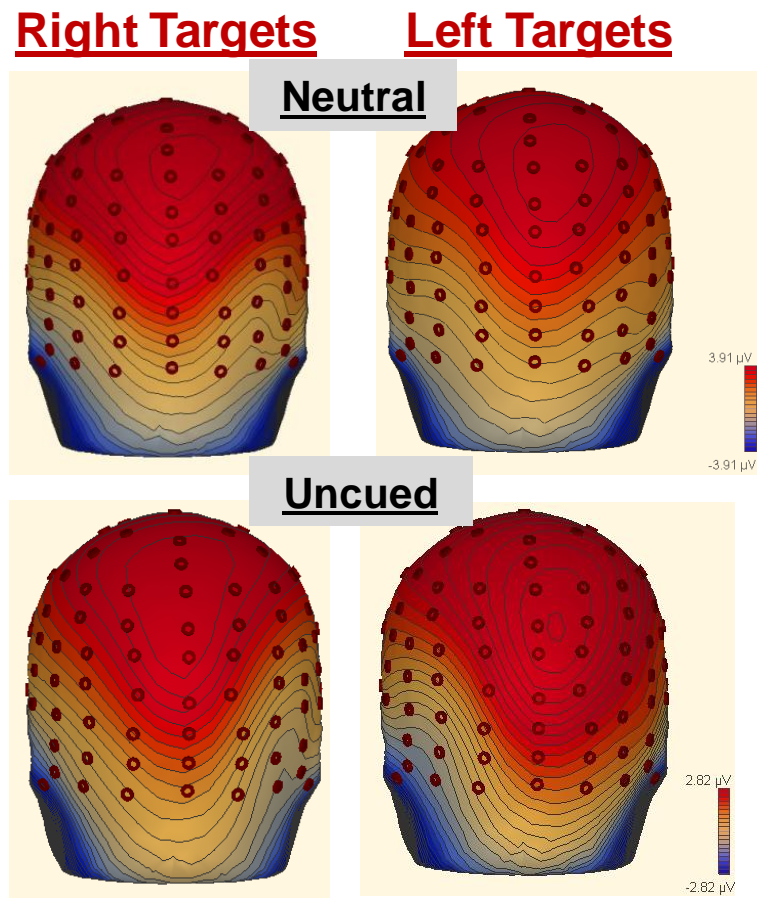 Right Targets
Left Targets
Neutral
3.91 µV
-3.91 µV
Uncued
2.82 µV
-2.82 µV